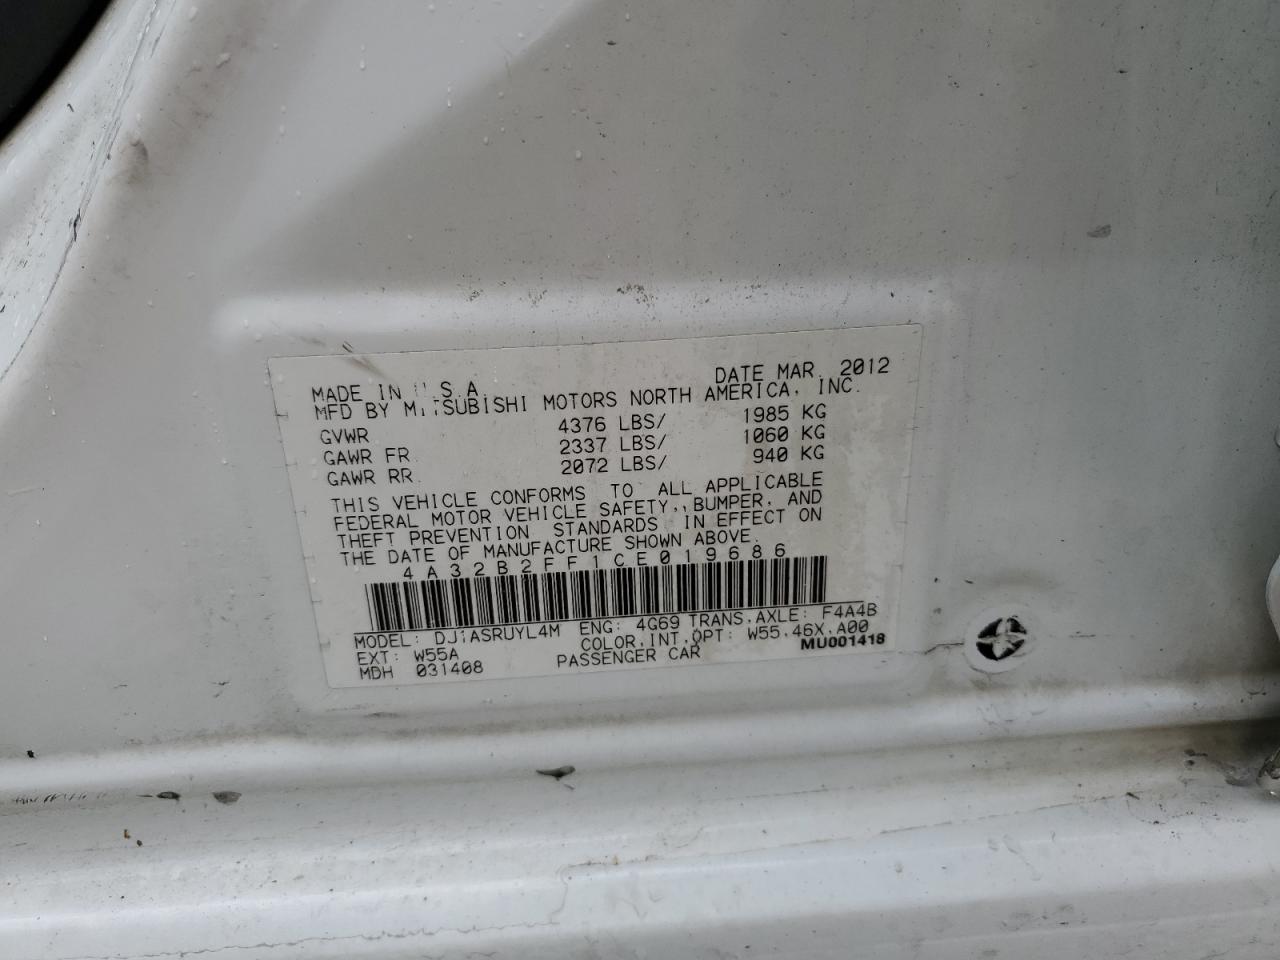 MADE IN U.S.A. DATE MAR. 2012
MFD BY MITSUBISHI MOTORS NORTH AMERICA, INC.
GVWR 4376 LBS/ 1985 KG
GAWR FR. 2337 LBS/ 1060 KG
GAWR RR. 2072 LBS/ 940 KG
THIS VEHICLE CONFORMS TO ALL APPLICABLE
FEDERAL MOTOR VEHICLE SAFETY, BUMPER, AND
THEFT PREVENTION STANDARDS IN EFFECT ON
THE DATE OF MANUFACTURE SHOWN ABOVE.
4A32B2FF1CE019686
MODEL: DJ1ASRUYL4M ENG: 4G69 TRANS.AXLE: F4A4B
EXT: W55A COLOR,INT,OPT: W55.46X.A00
MDH 031408 PASSENGER CAR MU001418